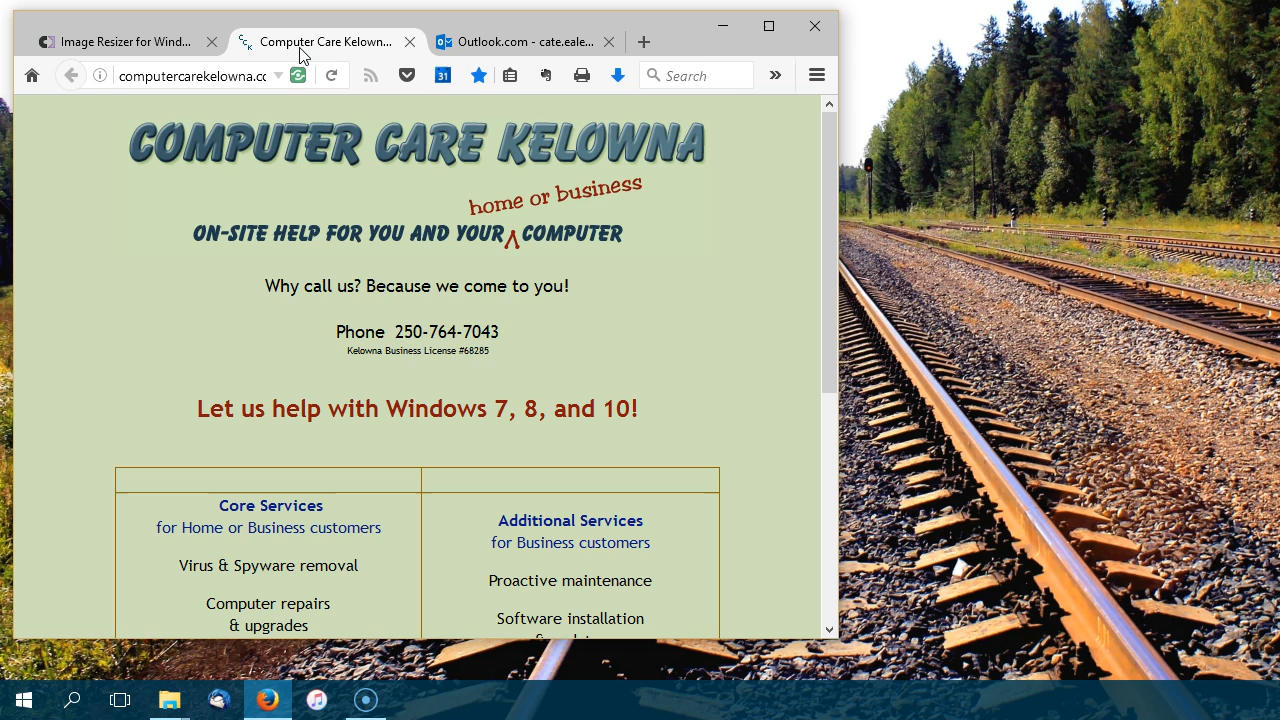 Image Resizer for Wind...
Computer Care Kelown...
Outlook.com - cate.eale...
computercarekelowna.cc
31
Search
COMPUTER CARE KELOWNA
home or business
ON-SITE HELP FOR YOU AND YOUR COMPUTER
Why call us? Because we come to you!
Phone 250-764-7043
Kelowna Business License #68285
Let us help with Windows 7, 8, and 10!
Core Services
for Home or Business customers
Virus & Spyware removal
Computer repairs
& upgrades
Additional Services
for Business customers
Proactive maintenance
Software installation